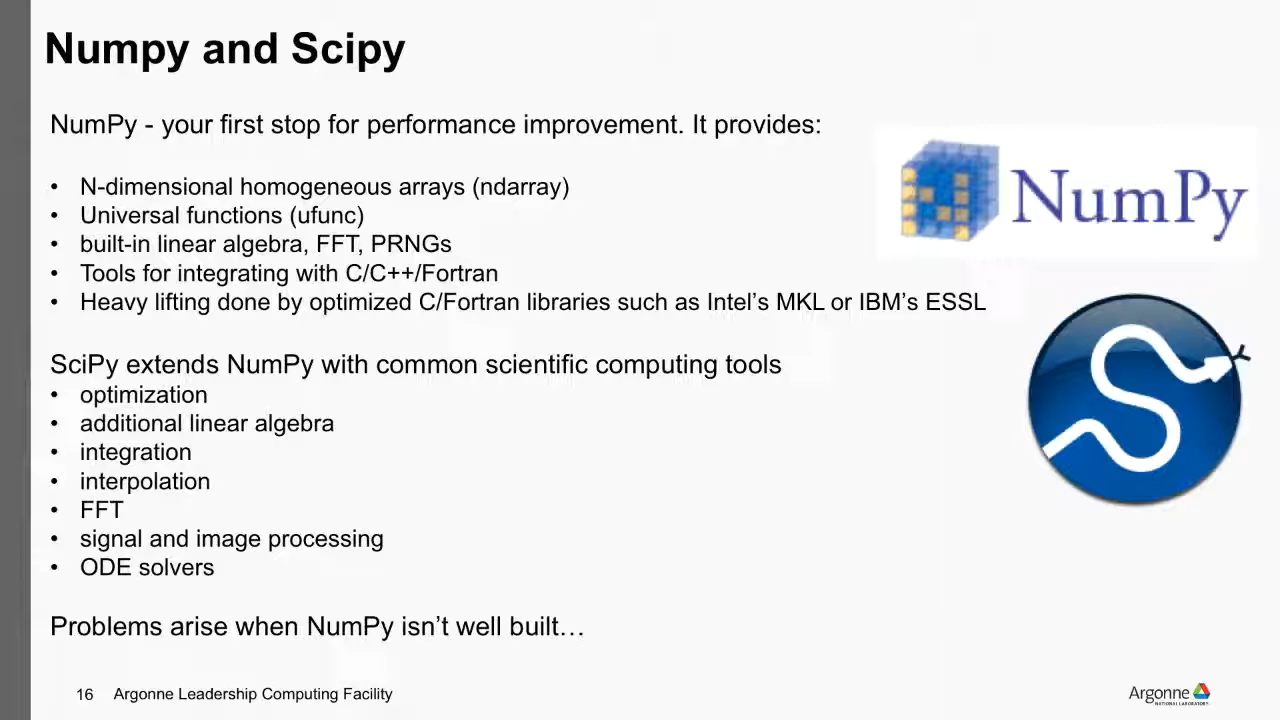 Numpy and Scipy
NumPy - your first stop for performance improvement. It provides:
• N-dimensional homogeneous arrays (ndarray)
• Universal functions (ufunc)
• built-in linear algebra, FFT, PRNGs
• Tools for integrating with C/C++/Fortran
• Heavy lifting done by optimized C/Fortran libraries such as Intel’s MKL or IBM’s ESSL
NumPy
SciPy extends NumPy with common scientific computing tools
• optimization
• additional linear algebra
• integration
• interpolation
• FFT
• signal and image processing
• ODE solvers
Problems arise when NumPy isn’t well built…
16 Argonne Leadership Computing Facility
Argonne
NATIONAL LABORATORY